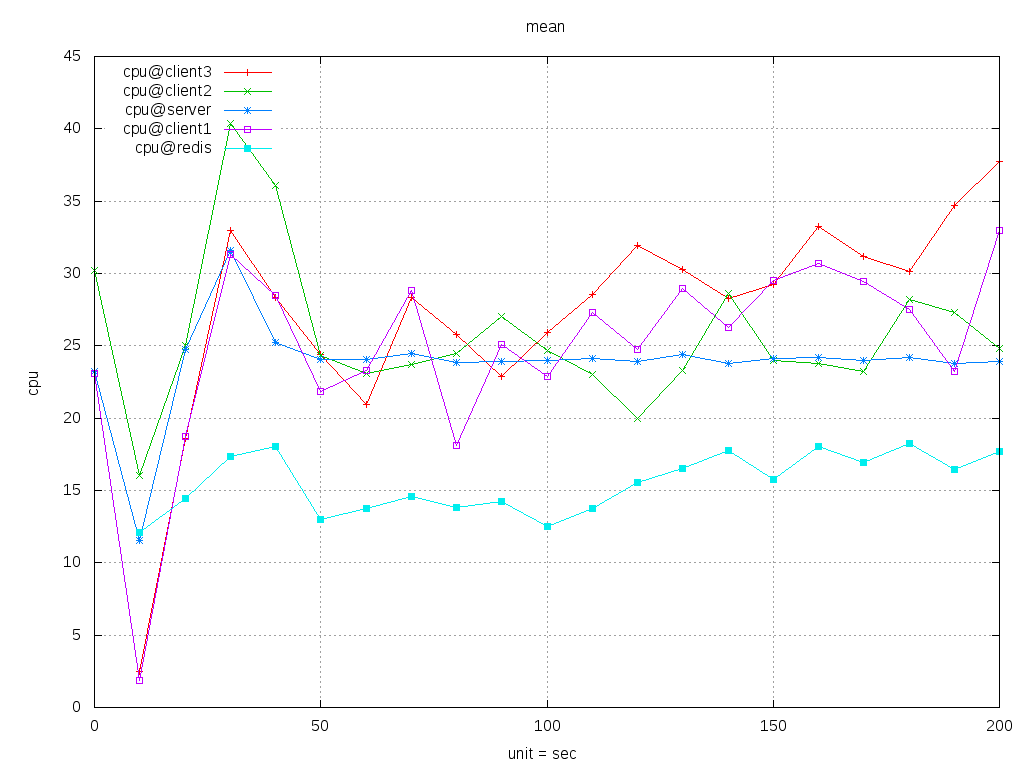 mean
45
40
35
30
25
20
15
10
5
0
cpu
cpu@client3
cpu@client2
cpu@server
cpu@client1
cpu@redis
0 50 100 150 200
unit = sec